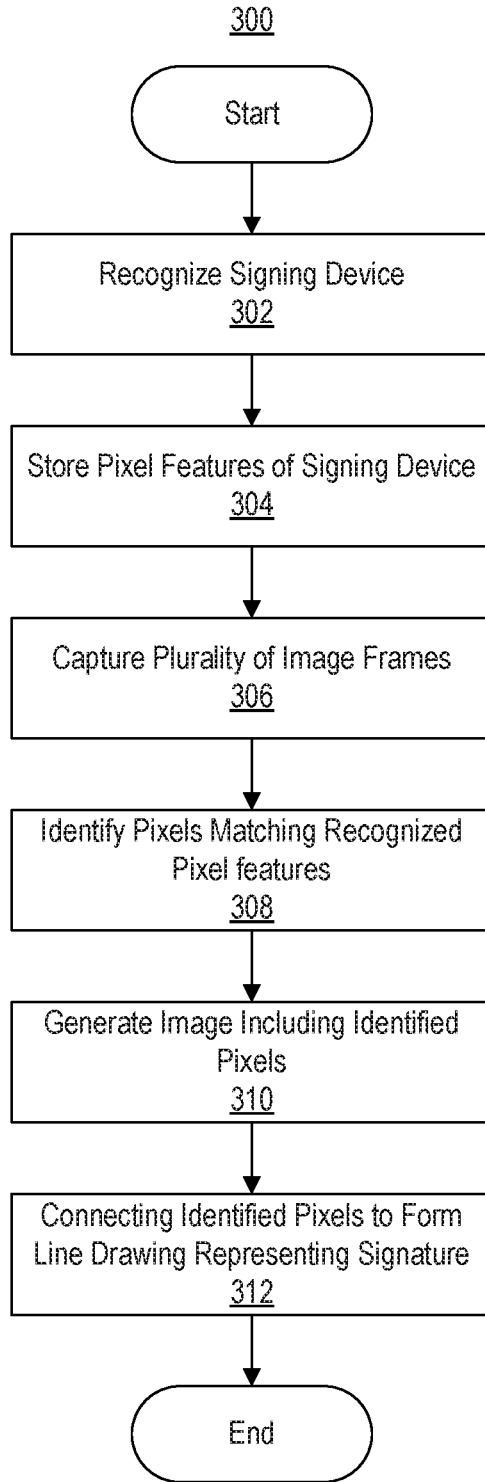 300
Start
Recognize Signing Device
302
Store Pixel Features of Signing Device
304
Capture Plurality of Image Frames
306
Identify Pixels Matching Recognized
Pixel features
308
Generate Image Including Identified
Pixels
310
Connecting Identified Pixels to Form
Line Drawing Representing Signature
312
End